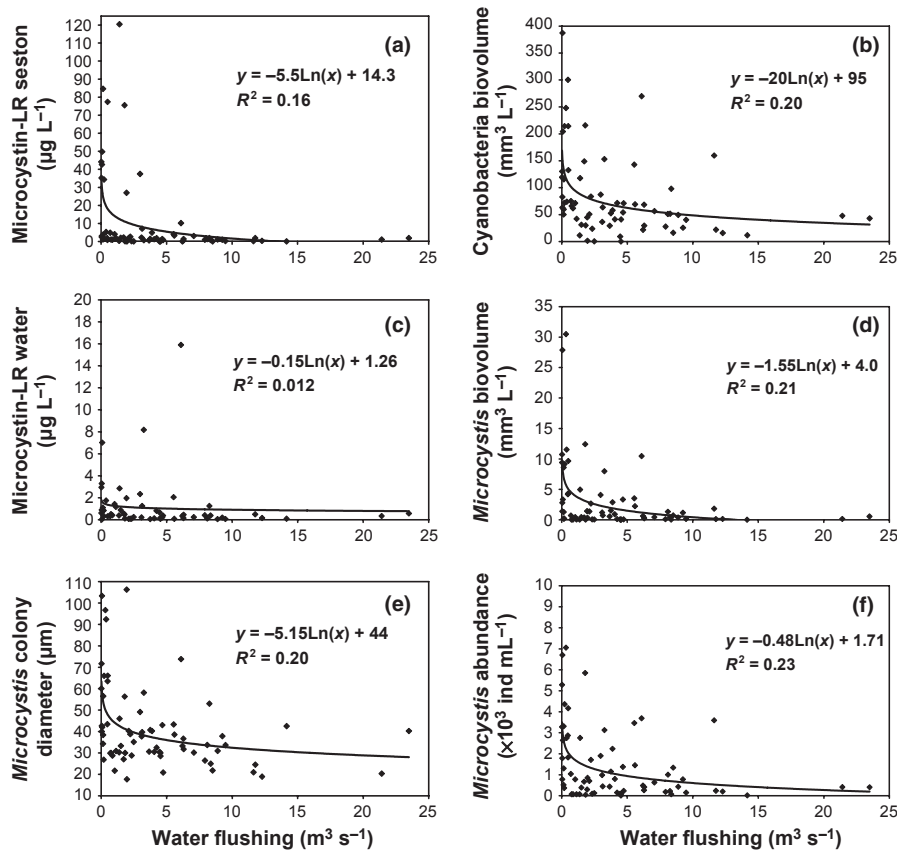 (a)
Microcystin-LR seston
(µg L⁻¹)
y = –5.5Ln(x) + 14.3
R² = 0.16
120
110
100
90
80
70
60
50
40
30
20
10
0
0 5 10 15 20 25
(b)
Cyanobacteria biovolume
(mm³ L⁻¹)
y = –20Ln(x) + 95
R² = 0.20
400
350
300
250
200
150
100
50
0
0 5 10 15 20 25
(c)
Microcystin-LR water
(µg L⁻¹)
y = –0.15Ln(x) + 1.26
R² = 0.012
20
18
16
14
12
10
8
6
4
2
0
0 5 10 15 20 25
(d)
Microcystis biovolume
(mm³ L⁻¹)
y = –1.55Ln(x) + 4.0
R² = 0.21
35
30
25
20
15
10
5
0
0 5 10 15 20 25
(e)
Microcystis colony
diameter (µm)
y = –5.15Ln(x) + 44
R² = 0.20
110
100
90
80
70
60
50
40
30
20
10
0 5 10 15 20 25
Water flushing (m³ s⁻¹)
(f)
Microcystis abundance
(×10³ ind mL⁻¹)
y = –0.48Ln(x) + 1.71
R² = 0.23
10
9
8
7
6
5
4
3
2
1
0
0 5 10 15 20 25
Water flushing (m³ s⁻¹)